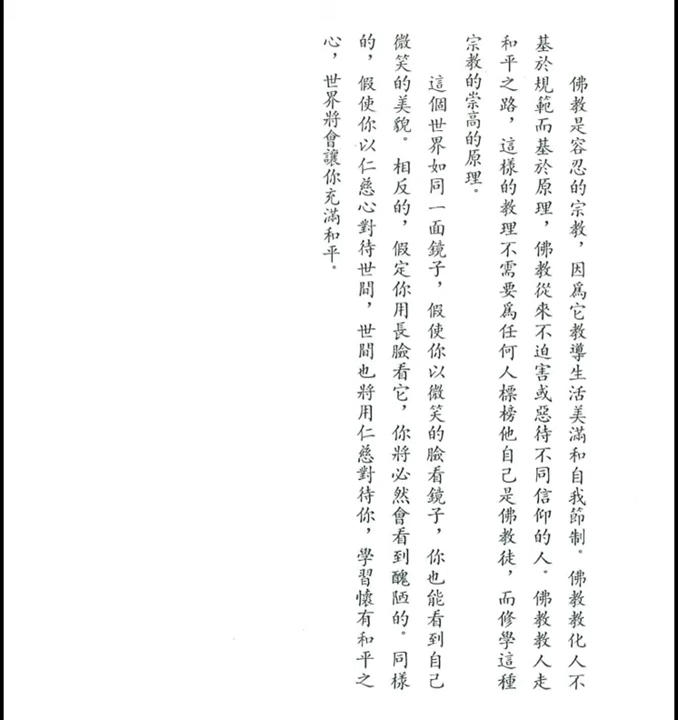 佛教是容忍的宗教，因爲它教導生活美滿和自我節制。佛教教化人不
基於規範而基於原理，佛教從來不迫害或惡待不同信仰的人。佛教教人走
和平之路，這樣的教理不需要爲任何人標榜他自己是佛教徒，而修學這種
宗教的崇高的原理。
這個世界如同一面鏡子，假使你以微笑的臉看鏡子，你也能看到自己
微笑的美貌。相反的，假定你用長臉看它，你將必然會看到醜陋的。同樣
的，假使你以仁慈心對待世間，世間也將用仁慈對待你，學習懷有和平之
心，世界將會讓你充滿和平。